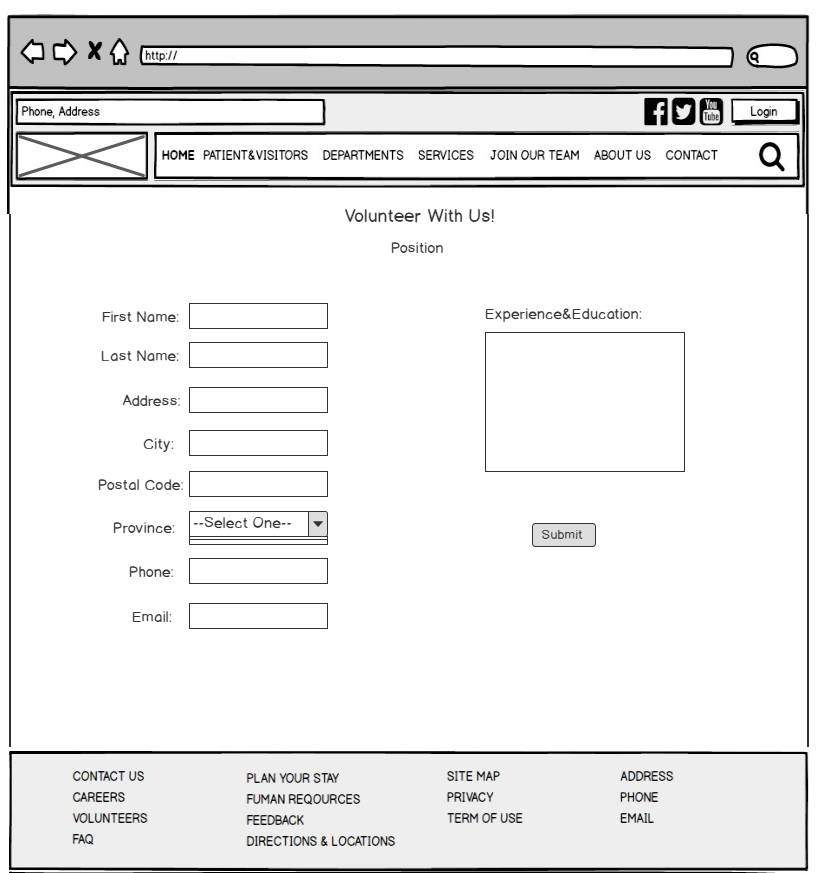 http://
Phone, Address
You
Tube
Login
HOME PATIENT&VISITORS DEPARTMENTS SERVICES JOIN OUR TEAM ABOUT US CONTACT
Volunteer With Us!
Position
First Name:
Last Name:
Address:
City:
Postal Code:
Province: --Select One--
Phone:
Email:
Experience&Education:
Submit
CONTACT US
CAREERS
VOLUNTEERS
FAQ
PLAN YOUR STAY
FUMAN REQOURCES
FEEDBACK
DIRECTIONS & LOCATIONS
SITE MAP
PRIVACY
TERM OF USE
ADDRESS
PHONE
EMAIL